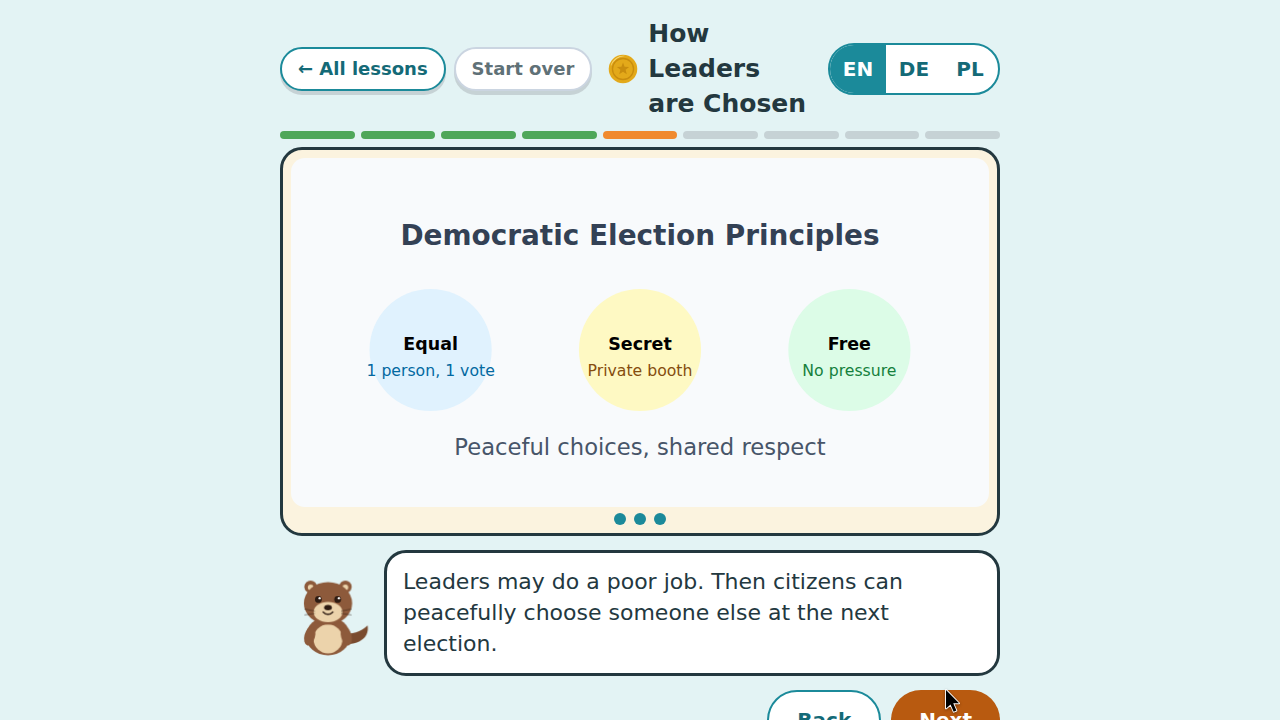 ← All lessons
Start over
How
Leaders
are Chosen
EN DE PL
Democratic Election Principles
Equal
1 person, 1 vote
Secret
Private booth
Free
No pressure
Peaceful choices, shared respect
Leaders may do a poor job. Then citizens can
peacefully choose someone else at the next
election.
Back
Next